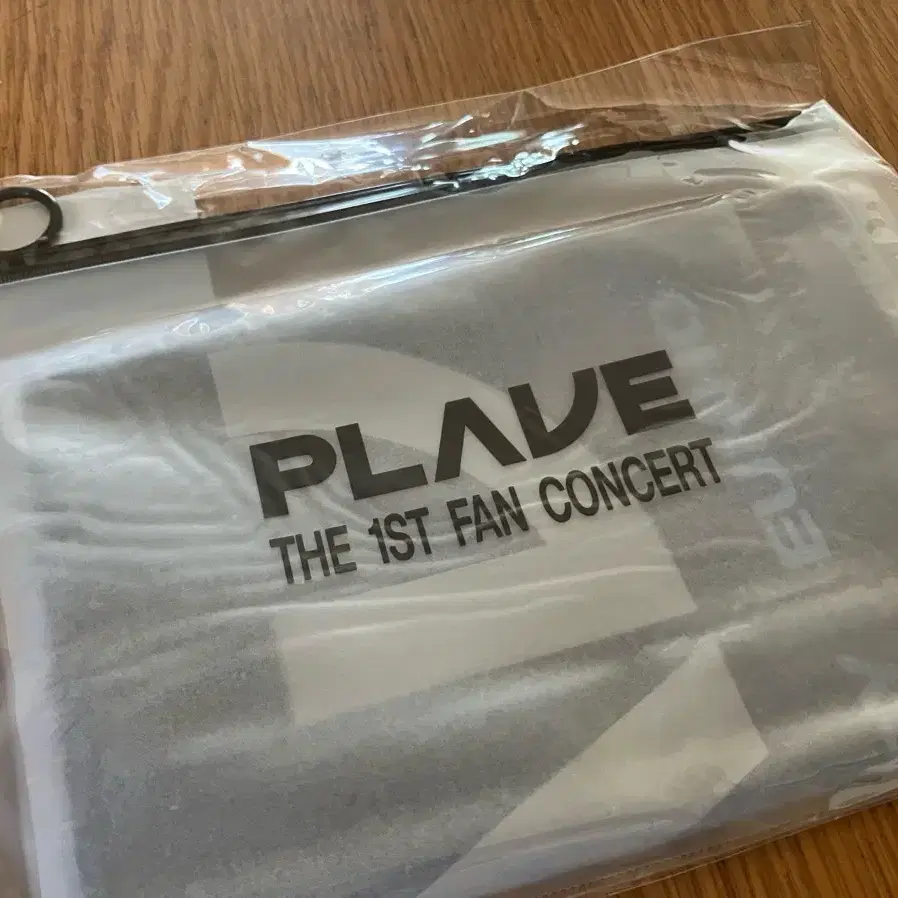 PLAVE
THE 1ST FAN CONCERT